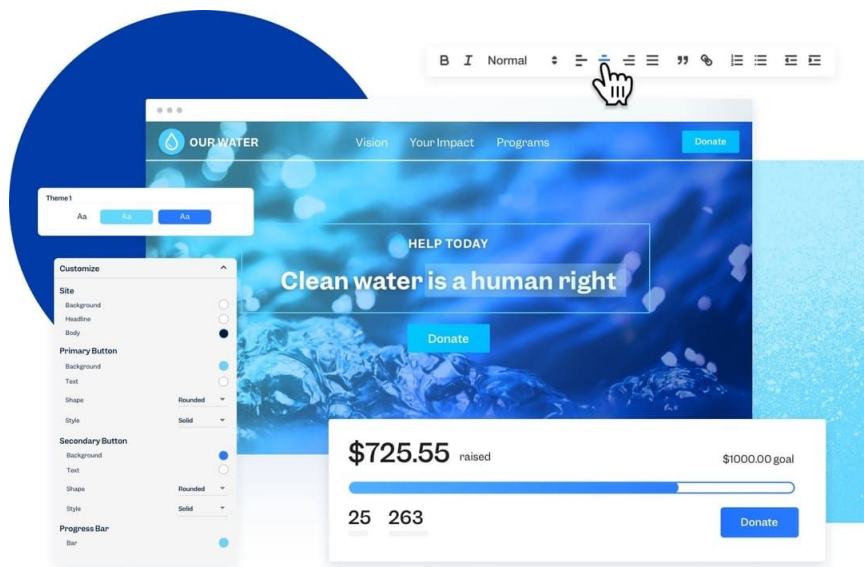 B I Normal
OUR WATER Vision Your Impact Programs Donate
Theme 1
Aa Aa Aa
HELP TODAY
Clean water is a human right
Donate
Customize
Site
Background
Headline
Body
Primary Button
Background
Text
Shape Rounded
Style Solid
Secondary Button
Background
Text
Shape Rounded
Style Solid
Progress Bar
Bar
$725.55 raised $1000.00 goal
25 263
Donate